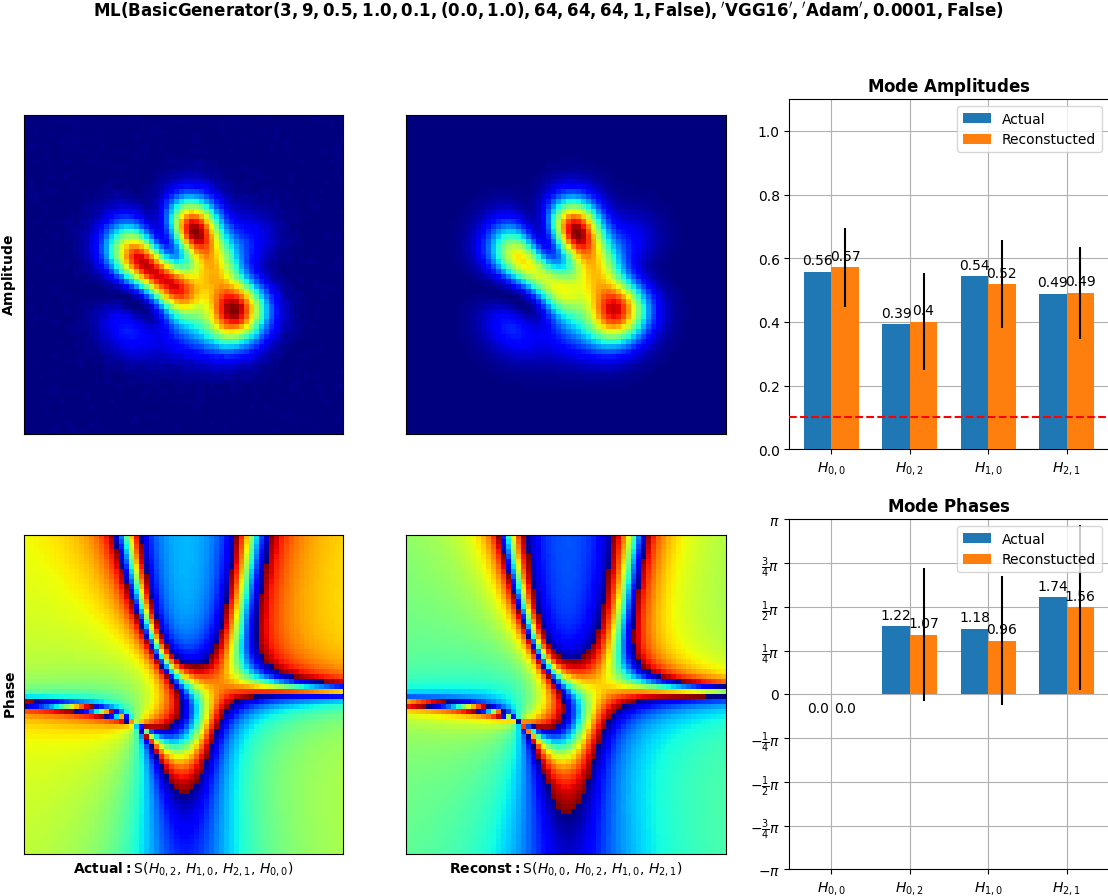 ML(BasicGenerator(3, 9, 0.5, 1.0, 0.1, (0.0, 1.0), 64, 64, 64, 1, False), ′VGG16′, ′Adam′, 0.0001, False)
Amplitude
Mode Amplitudes
Actual
Reconstucted
1.0
0.8
0.6
0.4
0.2
0.0
0.56
0.57
0.39
0.4
0.54
0.52
0.49
0.49
H0,0
H0,2
H1,0
H2,1
Phase
Actual: S(H0,2, H1,0, H2,1, H0,0)
Reconst: S(H0,0, H0,2, H1,0, H2,1)
Mode Phases
Actual
Reconstucted
π
3/4π
1/2π
1/4π
0
−1/4π
−1/2π
−3/4π
−π
0.0
0.0
1.22
1.07
1.18
0.96
1.74
1.56
H0,0
H0,2
H1,0
H2,1